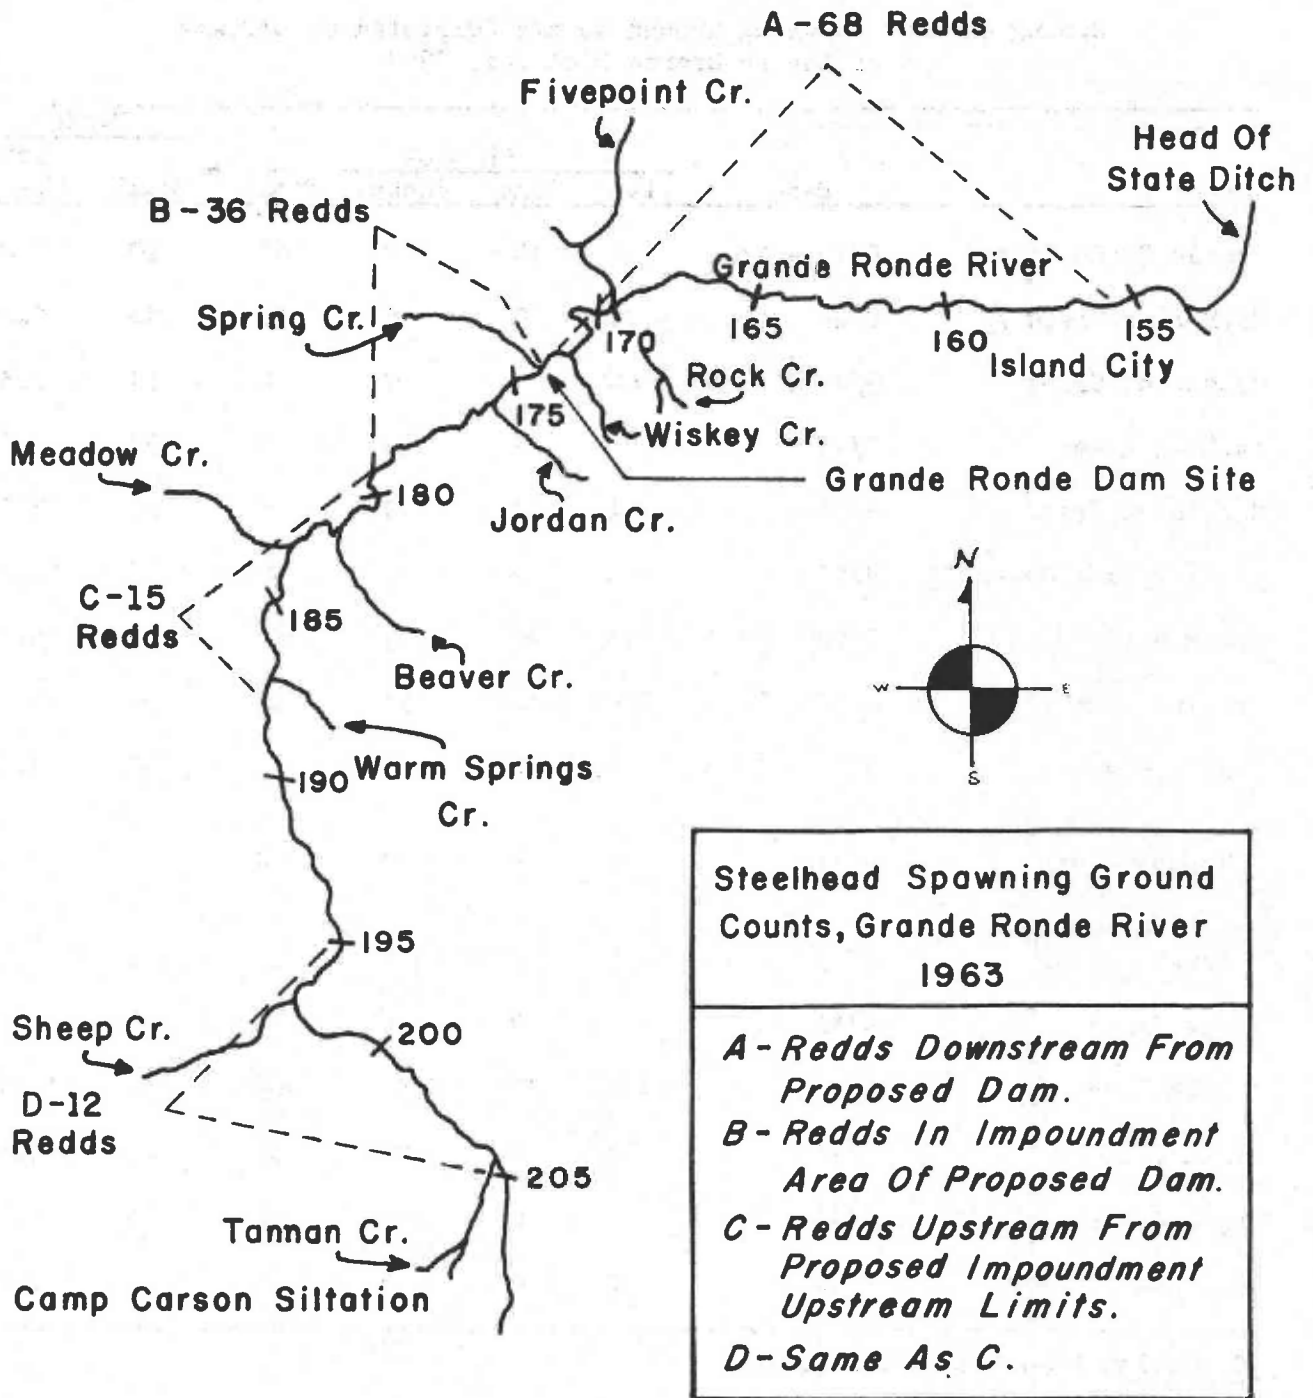 A-68 Redds
Fivepoint Cr.
Head Of
State Ditch
B-36 Redds
Grande Ronde River
Spring Cr.
170
165
160
155
Island City
Rock Cr.
175
Wiskey Cr.
Meadow Cr.
180
Grande Ronde Dam Site
Jordan Cr.
C-15
Redds
185
Beaver Cr.
N
W
E
S
190
Warm Springs
Cr.
195
Sheep Cr.
200
D-12
Redds
205
Tannan Cr.
Camp Carson Siltation
Steelhead Spawning Ground
Counts, Grande Ronde River
1963
A-Redds Downstream From
Proposed Dam.
B-Redds In Impoundment
Area Of Proposed Dam.
C-Redds Upstream From
Proposed Impoundment
Upstream Limits.
D-Same As C.